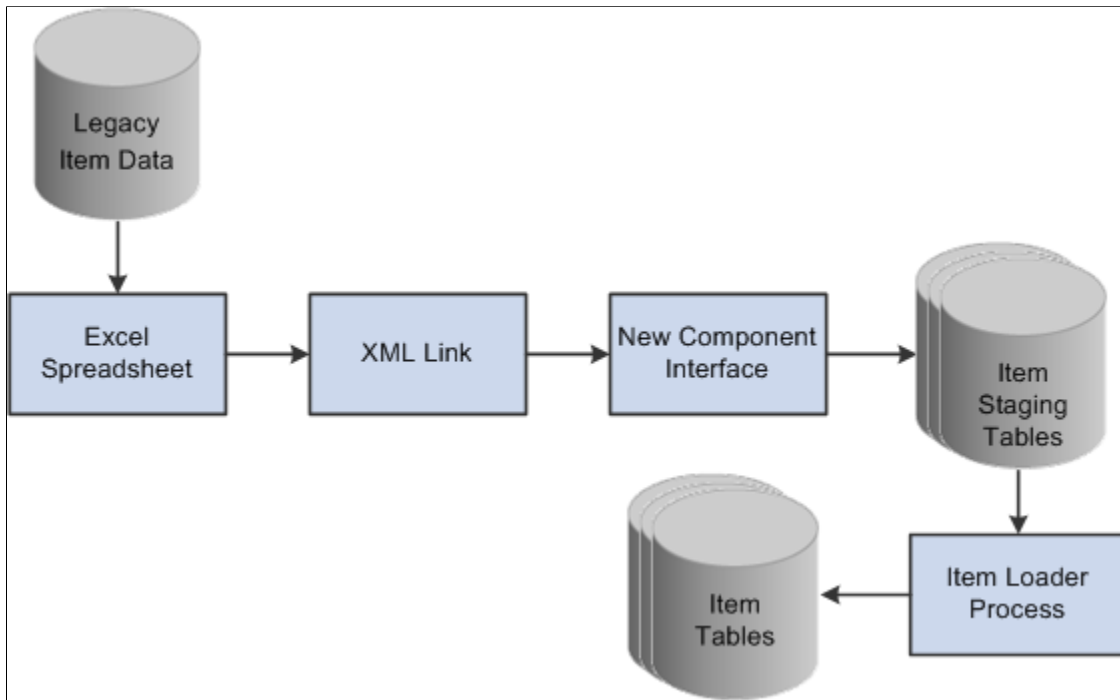 Legacy
Item Data
Excel
Spreadsheet
XML Link
New Component
Interface
Item
Staging
Tables
Item Loader
Process
Item
Tables